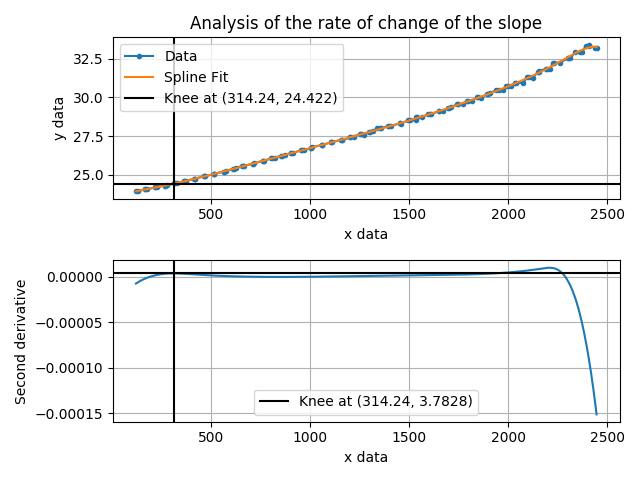 Analysis of the rate of change of the slope
32.5
30.0
27.5
25.0
y data
Data
Spline Fit
Knee at (314.24, 24.422)
500
1000
1500
2000
2500
x data
0.00000
−0.00005
−0.00010
−0.00015
Second derivative
Knee at (314.24, 3.7828)
500
1000
1500
2000
2500
x data